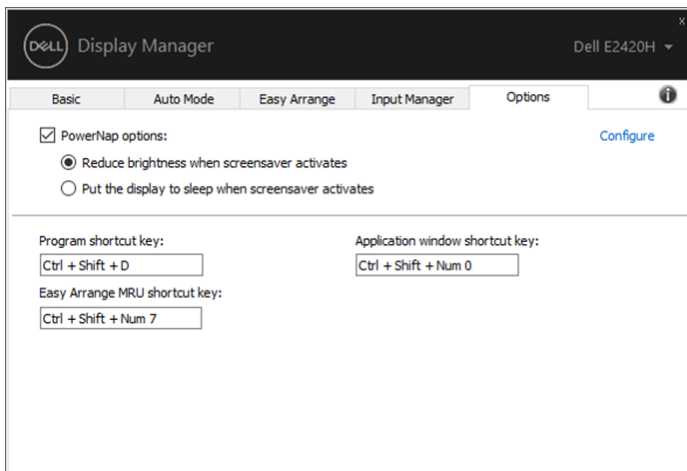 x
DELL Display Manager Dell E2420H
Basic Auto Mode Easy Arrange Input Manager Options
PowerNap options: Configure
Reduce brightness when screensaver activates
Put the display to sleep when screensaver activates
Program shortcut key: Application window shortcut key:
Ctrl + Shift + D Ctrl + Shift + Num 0
Easy Arrange MRU shortcut key:
Ctrl + Shift + Num 7